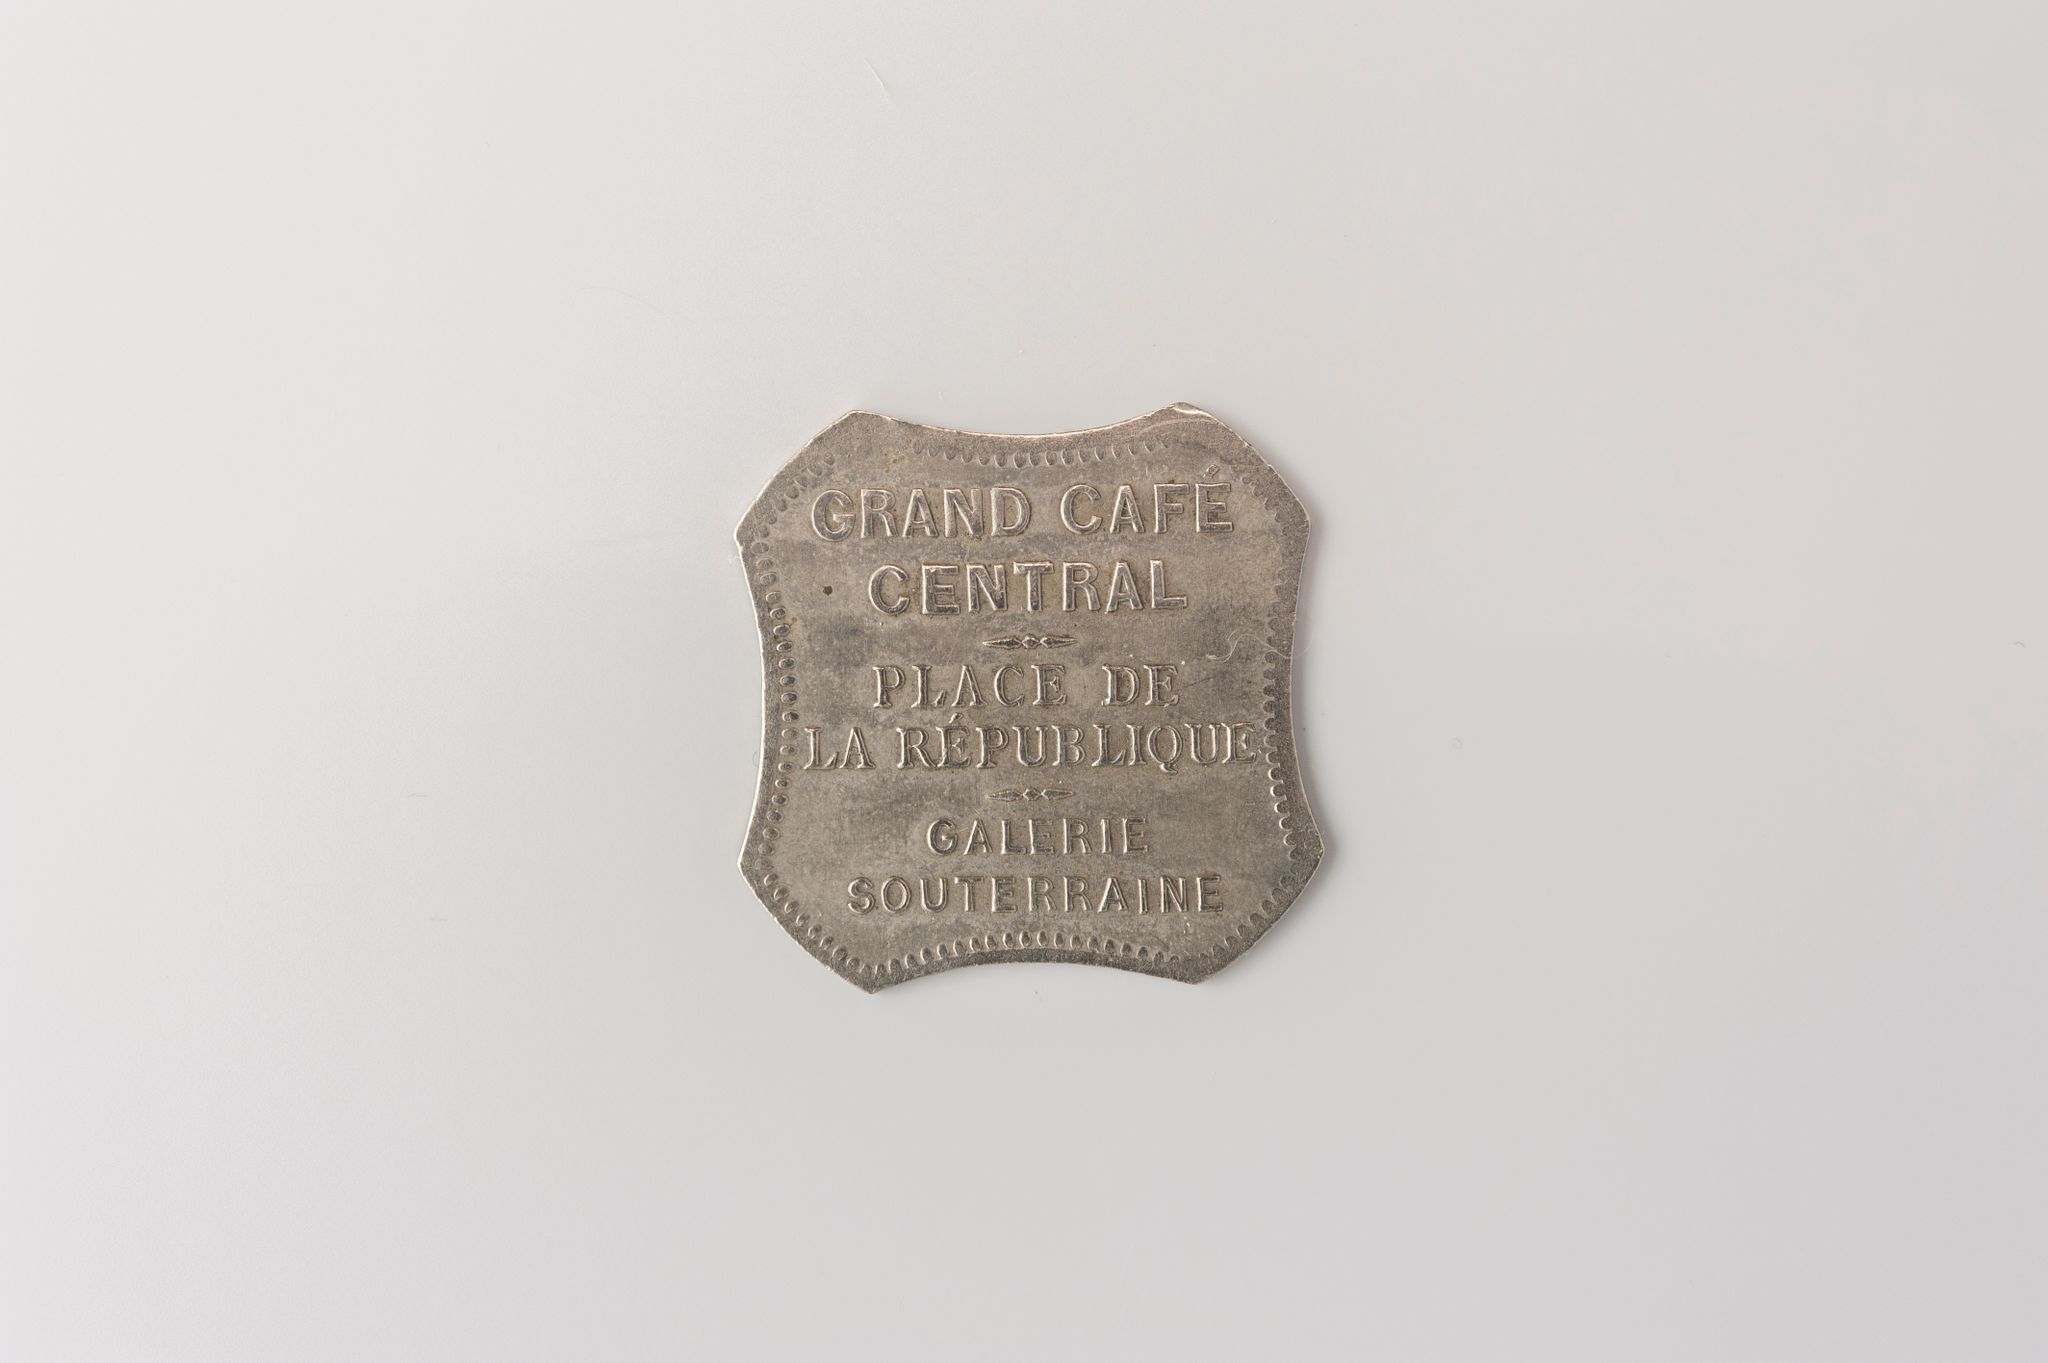 GRAND CAFÉ
CENTRAL
PLACE DE
LA RÉPUBLIQUE
GALERIE
SOUTERRAINE